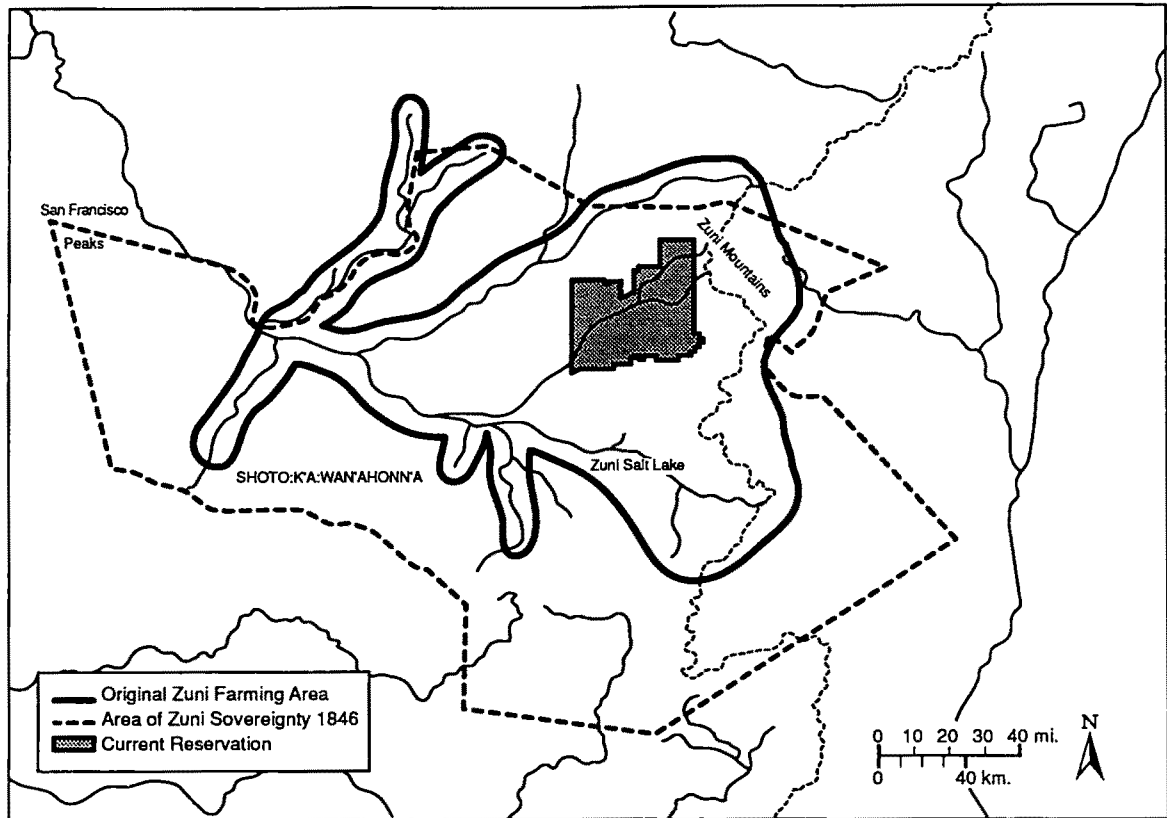 San Francisco
Peaks
Zuni Mountains
Zuni Salt Lake
SHOTO:K'A:WAN'AHONN'A
Original Zuni Farming Area
Area of Zuni Sovereignty 1846
Current Reservation
0 10 20 30 40 mi.
0 40 km.
N